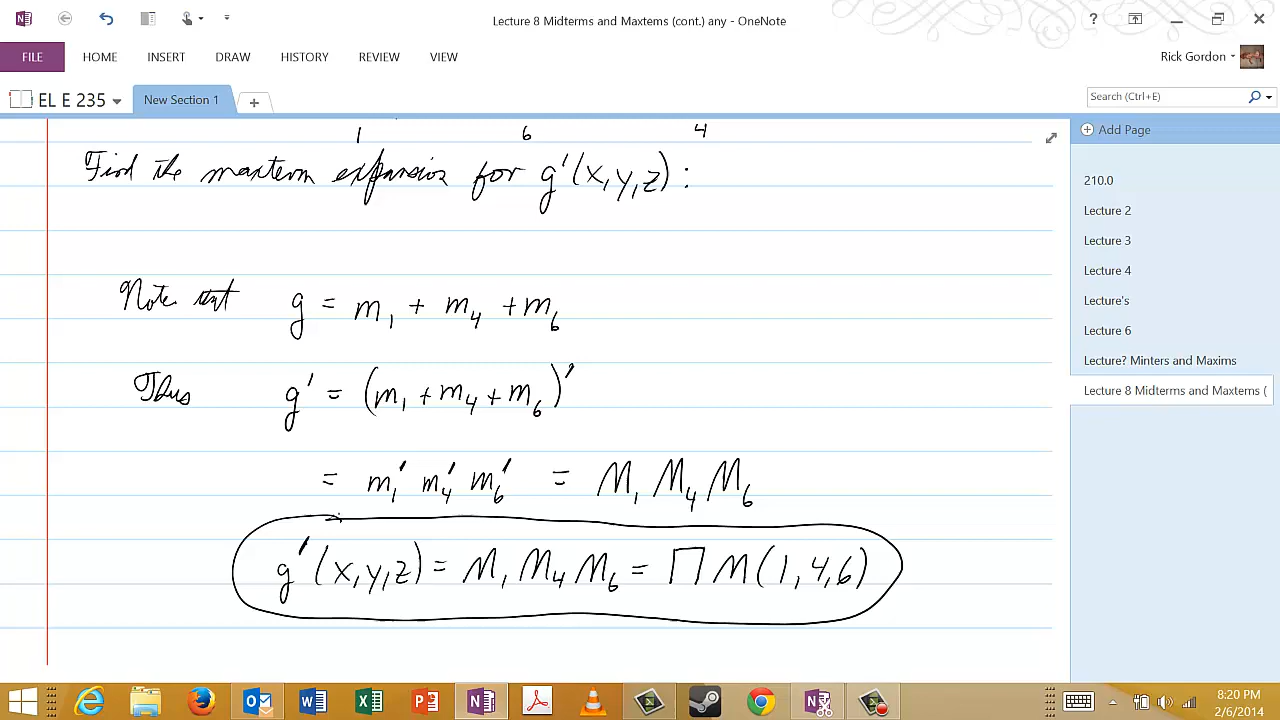 Lecture 8 Midterms and Maxtems (cont.) any - OneNote
?
FILE HOME INSERT DRAW HISTORY REVIEW VIEW
Rick Gordon
EL E 235 New Section 1 +
Search (Ctrl+E)
Add Page
210.0
Lecture 2
Lecture 3
Lecture 4
Lecture's
Lecture 6
Lecture? Minters and Maxims
Lecture 8 Midterms and Maxtems (
1 6 4
Find the maxterm expansion for g'(x,y,z):
Note that g = m₁ + m₄ + m₆
Thus g' = (m₁ + m₄ + m₆)'
= m₁' m₄' m₆' = M₁ M₄ M₆
g'(x,y,z) = M₁ M₄ M₆ = ∏ M(1,4,6)
8:20 PM
2/6/2014